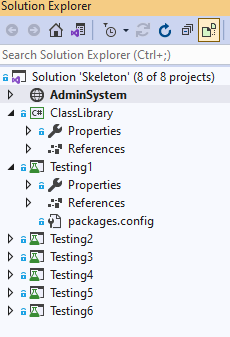 Solution Explorer
Search Solution Explorer (Ctrl+;)
Solution 'Skeleton' (8 of 8 projects)
AdminSystem
C# ClassLibrary
Properties
References
Testing1
Properties
References
packages.config
Testing2
Testing3
Testing4
Testing5
Testing6